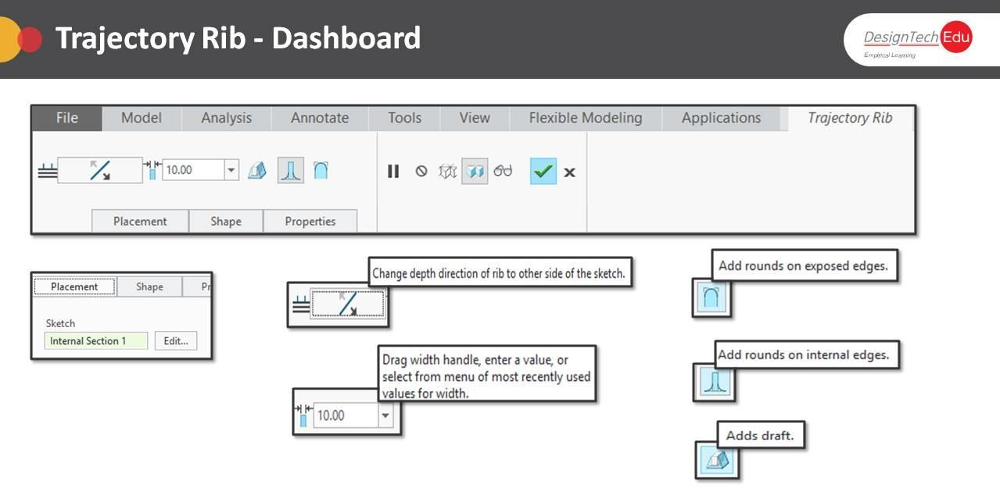 Trajectory Rib - Dashboard
DesignTech Edu
Empirical Learning
File Model Analysis Annotate Tools View Flexible Modeling Applications Trajectory Rib
10.00
Placement Shape Properties
Placement Shape Pr
Sketch
Internal Section 1 Edit...
Change depth direction of rib to other side of the sketch.
Drag width handle, enter a value, or
select from menu of most recently used
values for width.
10.00
Add rounds on exposed edges.
Add rounds on internal edges.
Adds draft.